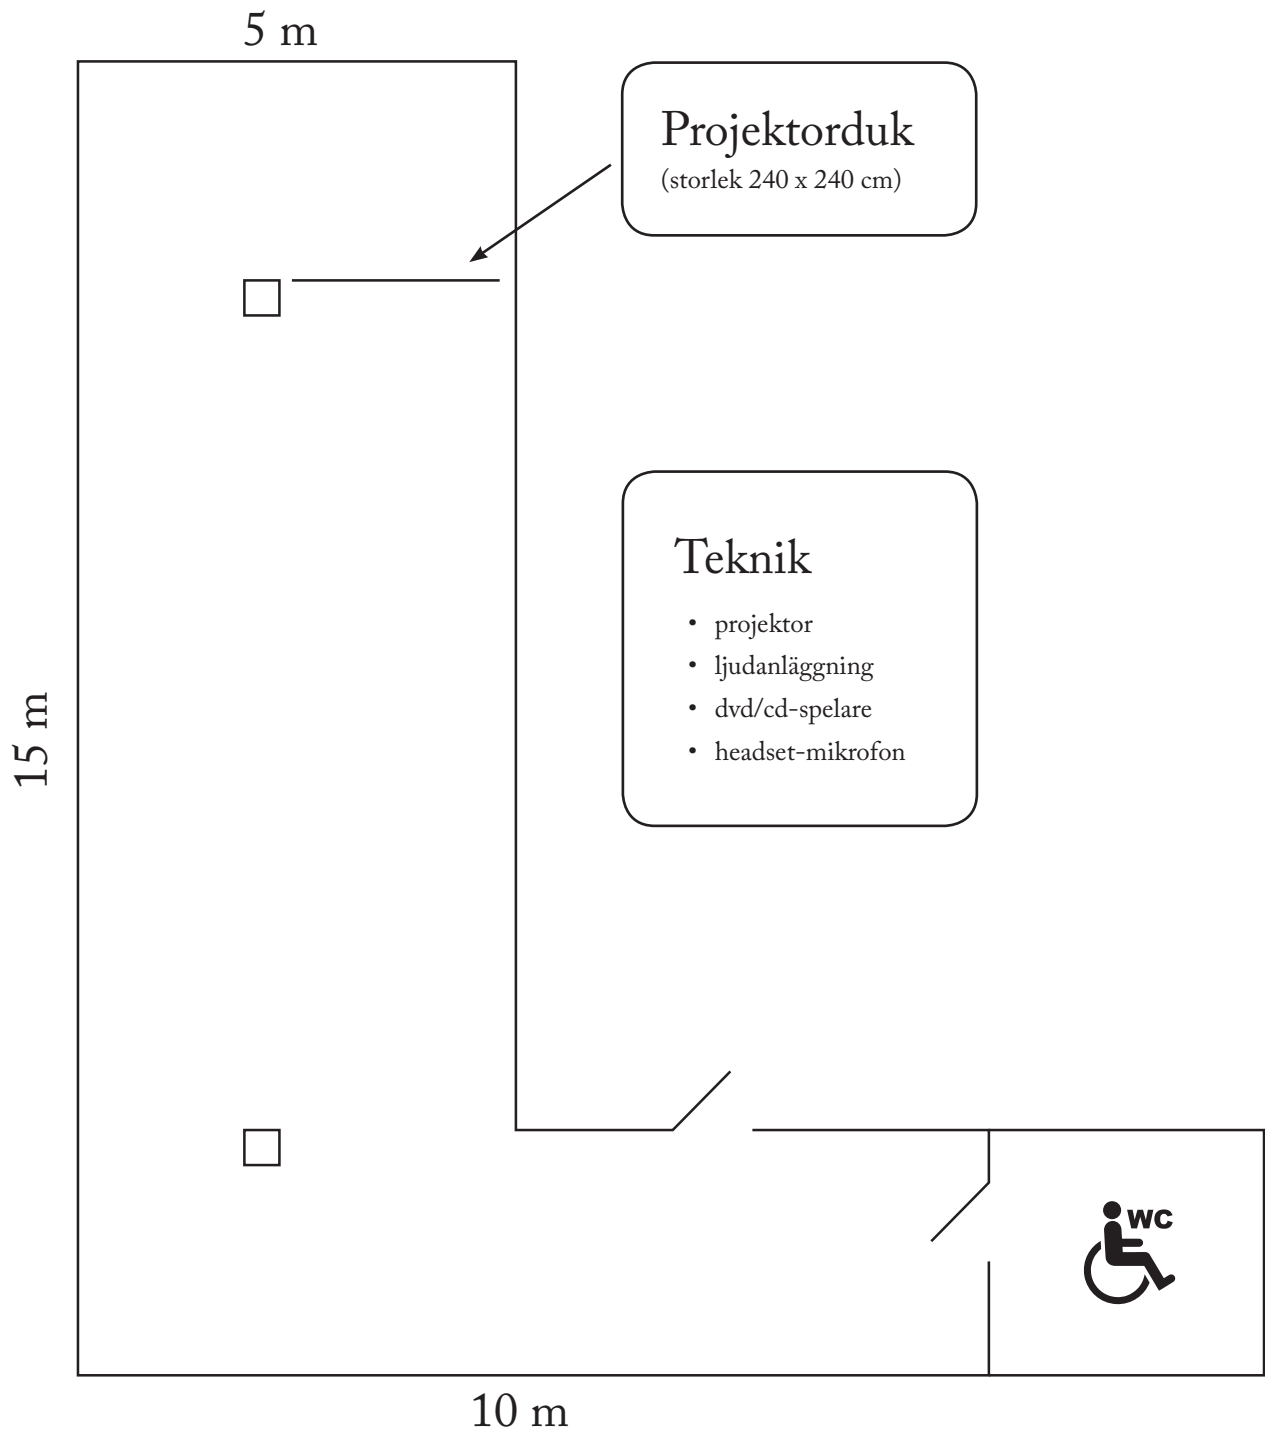 5 m
Projektorduk
(storlek 240 x 240 cm)
Teknik
• projektor
• ljudanläggning
• dvd/cd-spelare
• headset-mikrofon
15 m
WC
10 m